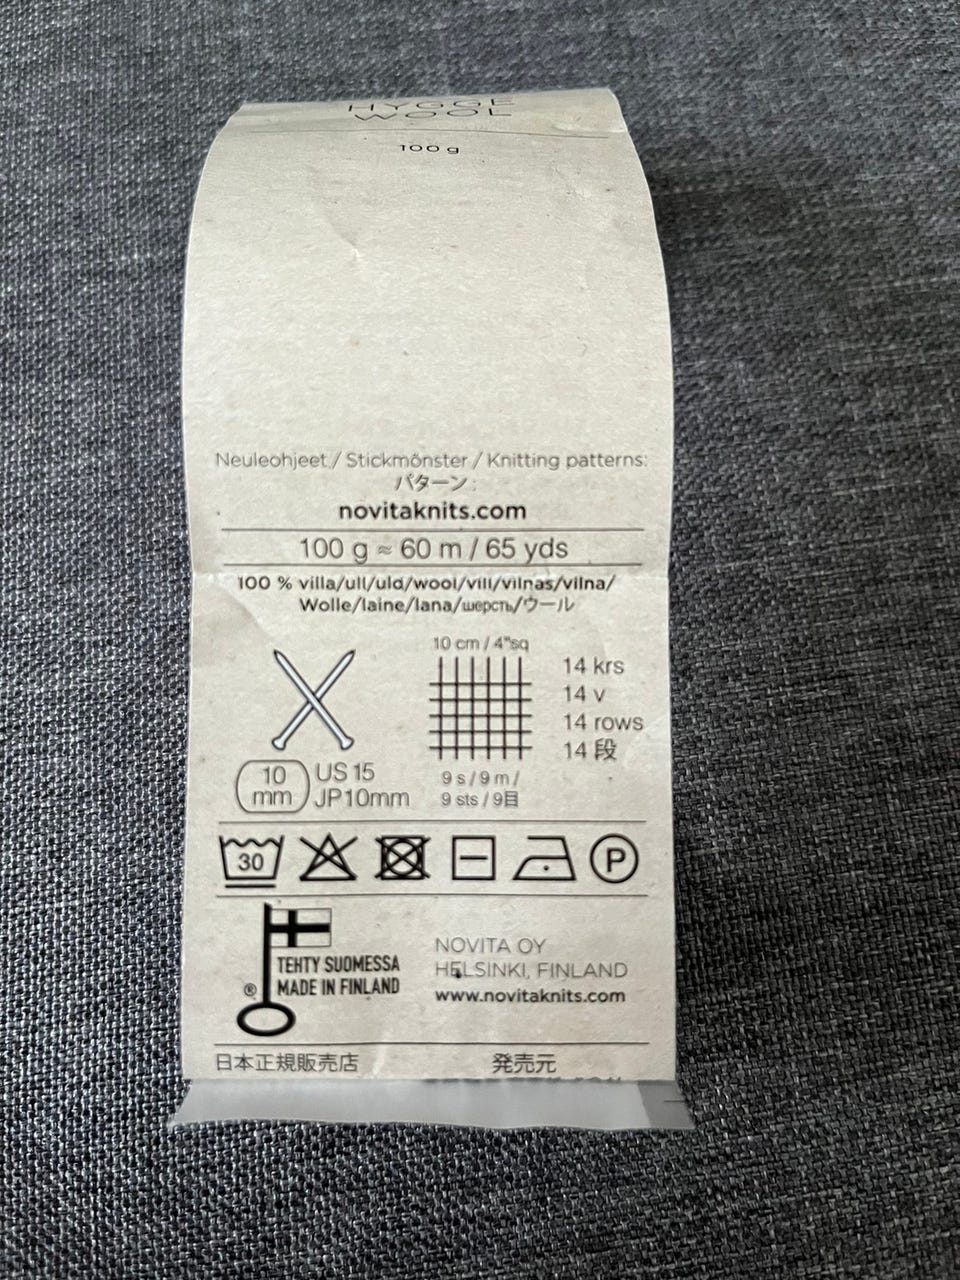 HYGGE
WOOL
100 g
Neuleohjeet / Stickmönster / Knitting patterns:
パターン :
novitaknits.com
100 g ≈ 60 m / 65 yds
100 % villa/ull/uld/wool/vill/vilnas/vilna/
Wolle/laine/lana/шерсть/ウール
10 cm / 4"sq
14 krs
14 v
14 rows
14 段
10
mm
US 15
JP10mm
9 s / 9 m /
9 sts / 9目
30
P
TEHTY SUOMESSA
® MADE IN FINLAND
NOVITA OY
HELSINKI, FINLAND
www.novitaknits.com
日本正規販売店
発売元